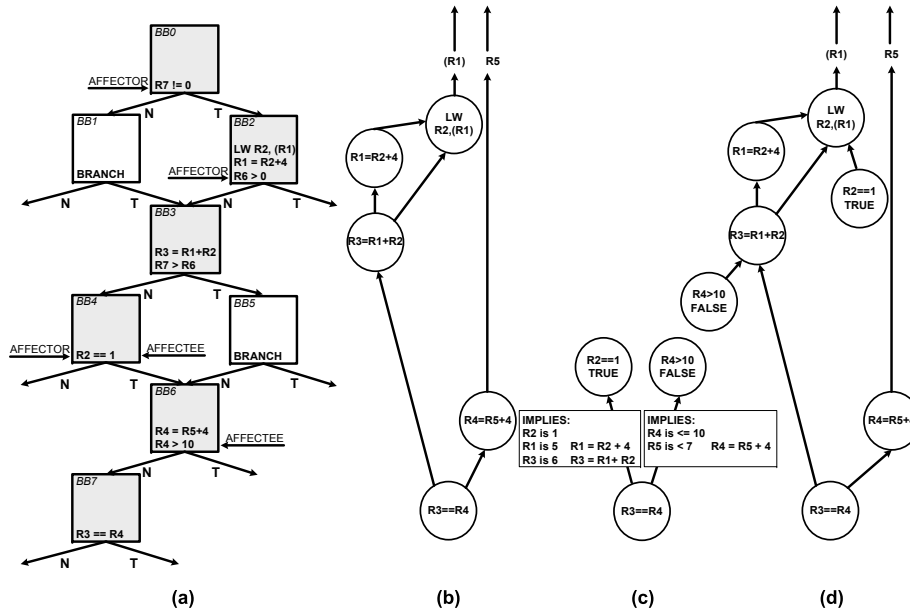 BB0
R7 != 0
AFFECTOR
N
T
BB1
BRANCH
BB2
LW R2, (R1)
R1 = R2+4
R6 > 0
AFFECTOR
N
T
N
T
BB3
R3 = R1+R2
R7 > R6
N
T
BB4
R2 == 1
AFFECTOR
AFFECTEE
BB5
BRANCH
N
T
N
T
BB6
R4 = R5+4
R4 > 10
AFFECTEE
N
T
BB7
R3 == R4
N
T
(a)
(R1)
R5
LW
R2,(R1)
R1=R2+4
R3=R1+R2
R4=R5+4
R3==R4
(b)
R2==1
TRUE
R4>10
FALSE
IMPLIES:
R2 is 1
R1 is 5 R1 = R2 + 4
R3 is 6 R3 = R1+ R2
IMPLIES:
R4 is <= 10
R5 is < 7 R4 = R5 + 4
R3==R4
(c)
(R1)
R5
LW
R2,(R1)
R1=R2+4
R2==1
TRUE
R3=R1+R2
R4>10
FALSE
R4=R5+4
R3==R4
(d)